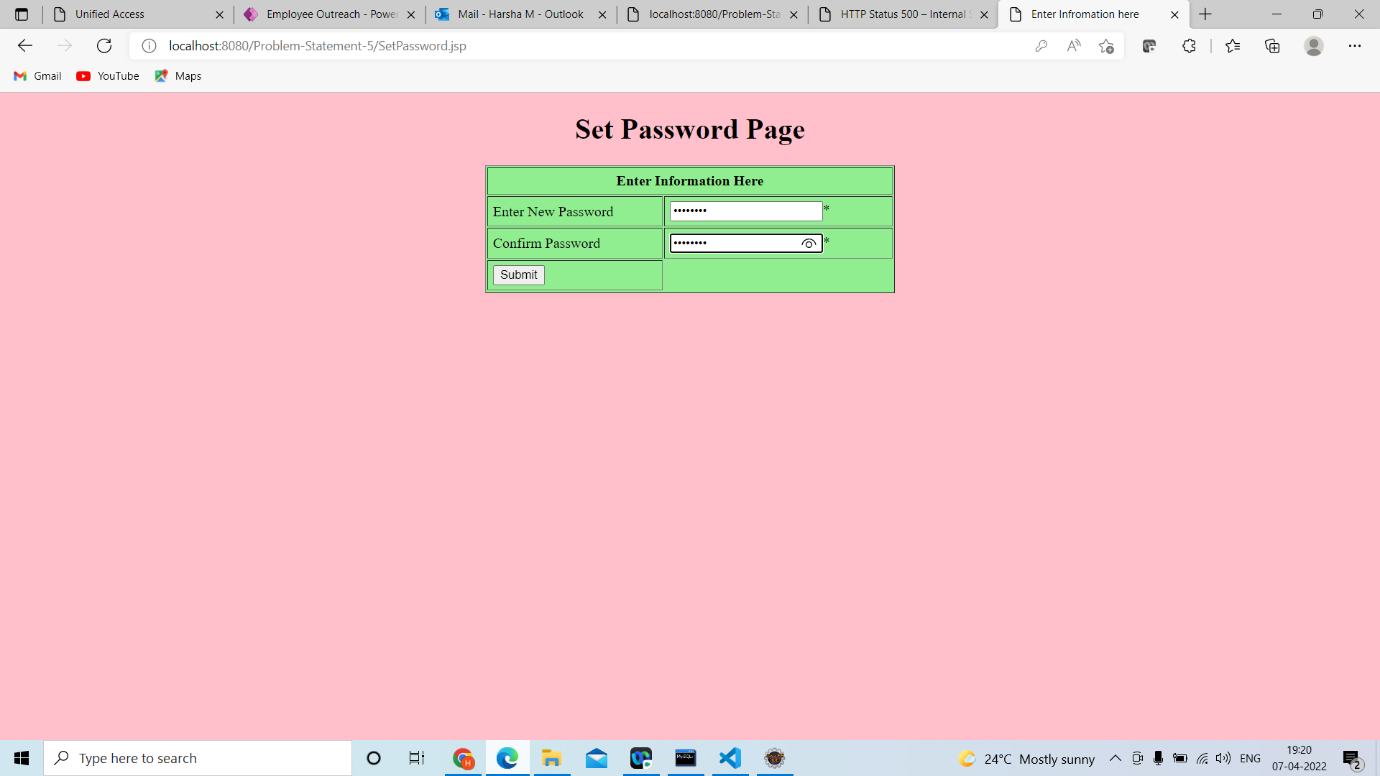 Unified Access
Employee Outreach - Power
Mail - Harsha M - Outlook
localhost:8080/Problem-Sta
HTTP Status 500 – Internal S
Enter Infromation here
localhost:8080/Problem-Statement-5/SetPassword.jsp
Gmail
YouTube
Maps
Set Password Page
Enter Information Here
Enter New Password
•••••••• *
Confirm Password
•••••••• *
Submit
Type here to search
24°C Mostly sunny
ENG
19:20
07-04-2022
2